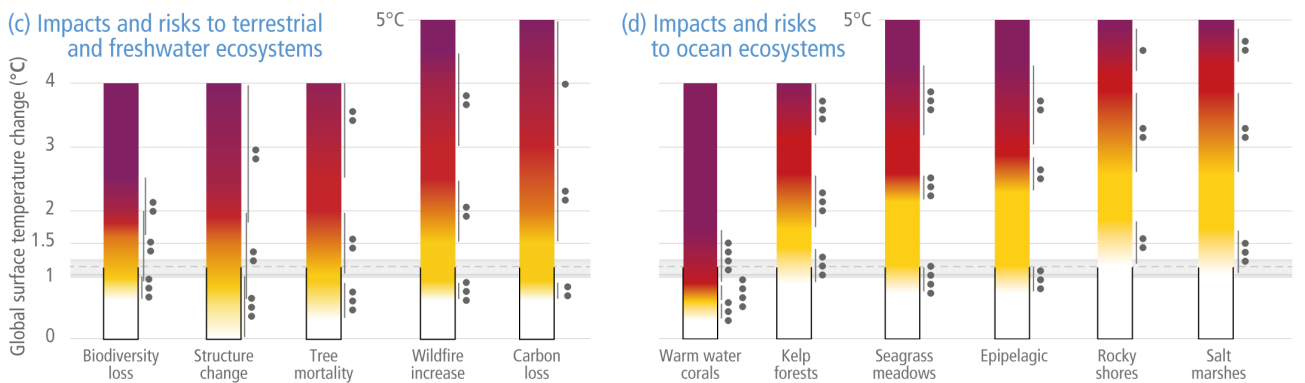 (c) Impacts and risks to terrestrial
and freshwater ecosystems
5°C
(d) Impacts and risks
to ocean ecosystems
5°C
Global surface temperature change (°C)
4
3
2
1.5
1
0
Biodiversity
loss
Structure
change
Tree
mortality
Wildfire
increase
Carbon
loss
Warm water
corals
Kelp
forests
Seagrass
meadows
Epipelagic
Rocky
shores
Salt
marshes